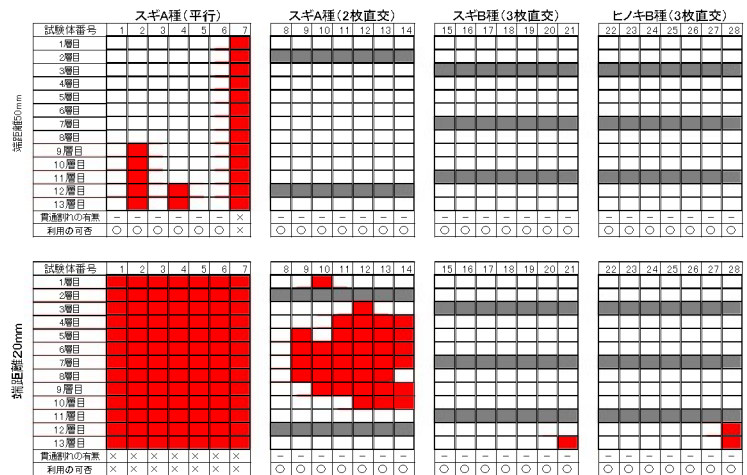 スギA種(平行) スギA種(2枚直交) スギB種(3枚直交) ヒノキB種(3枚直交)
試験体番号 1 2 3 4 5 6 7 8 9 10 11 12 13 14 15 16 17 18 19 20 21 22 23 24 25 26 27 28
端距離50mm
1層目
2層目
3層目
4層目
5層目
6層目
7層目
8層目
9層目
10層目
11層目
12層目
13層目
貫通割れの有無 － － － － － － × － － － － － － － － － － － － － － － － － － － － －
利用の可否 ○ ○ ○ ○ ○ ○ × ○ ○ ○ ○ ○ ○ ○ ○ ○ ○ ○ ○ ○ ○ ○ ○ ○ ○ ○ ○ ○
試験体番号 1 2 3 4 5 6 7 8 9 10 11 12 13 14 15 16 17 18 19 20 21 22 23 24 25 26 27 28
端距離20mm
1層目
2層目
3層目
4層目
5層目
6層目
7層目
8層目
9層目
10層目
11層目
12層目
13層目
貫通割れの有無 × × × × × × × － － － － － － － － － － － － － － － － － － － － －
利用の可否 × × × × × × × ○ ○ ○ ○ ○ ○ ○ ○ ○ ○ ○ ○ ○ ○ ○ ○ ○ ○ ○ ○ ○